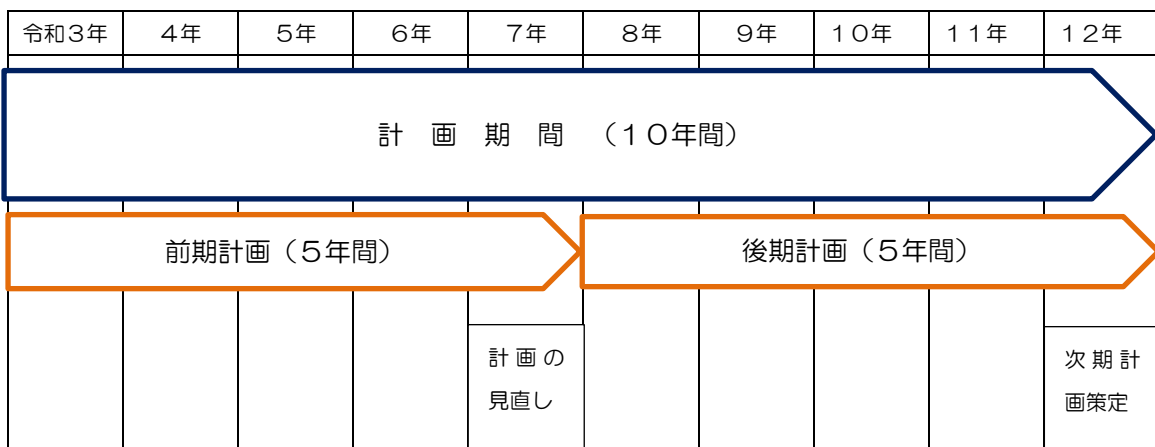 令和３年 ４年 ５年 ６年 ７年 ８年 ９年 １０年 １１年 １２年
計　画　期　間　（１０年間）
前期計画（５年間） 後期計画（５年間）
計画の
見直し
次期計
画策定